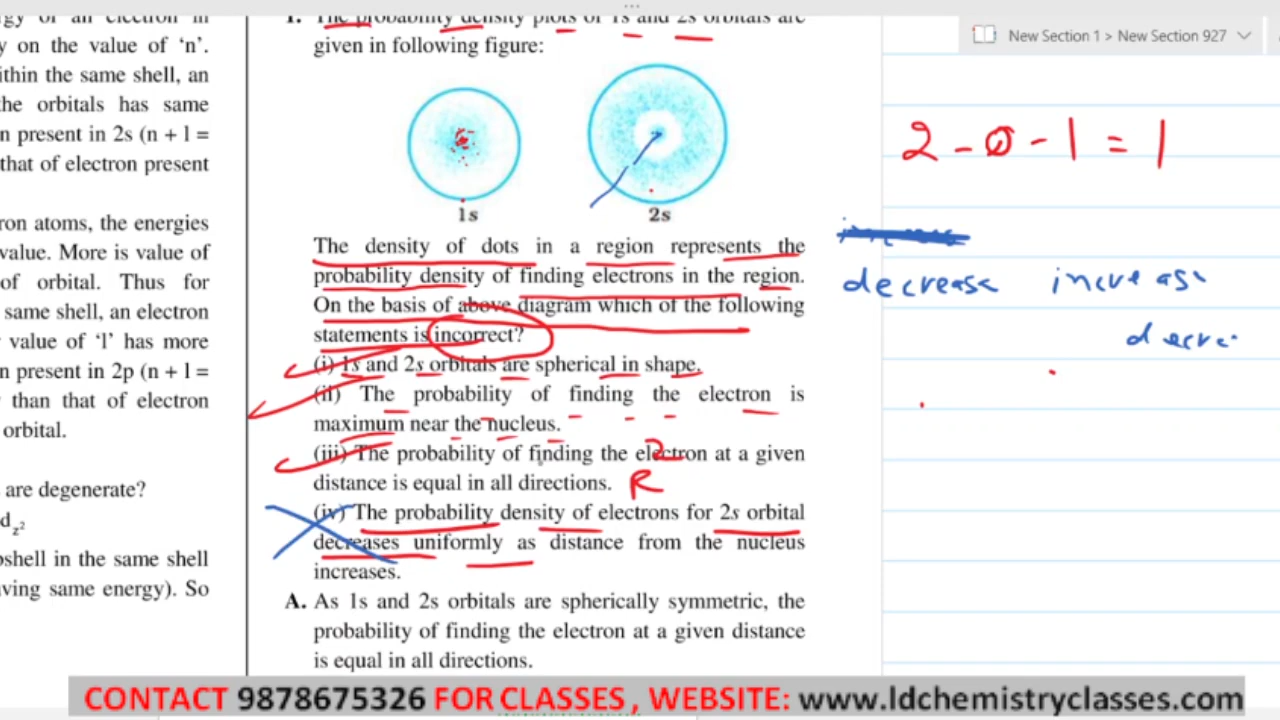 y on the value of ‘n’.
ithin the same shell, an
the orbitals has same
n present in 2s (n + 1 =
that of electron present
ron atoms, the energies
value. More is value of
of orbital. Thus for
same shell, an electron
value of ‘l’ has more
n present in 2p (n + 1 =
than that of electron
orbital.
are degenerate?
d z²
bshell in the same shell
aving same energy). So
1. The probability density plots of 1s and 2s orbitals are
given in following figure:
1s
2s
The density of dots in a region represents the
probability density of finding electrons in the region.
On the basis of above diagram which of the following
statements is incorrect?
(i) 1s and 2s orbitals are spherical in shape.
(ii) The probability of finding the electron is
maximum near the nucleus.
(iii) The probability of finding the electron at a given
distance is equal in all directions.
(iv) The probability density of electrons for 2s orbital
decreases uniformly as distance from the nucleus
increases.
A. As 1s and 2s orbitals are spherically symmetric, the
probability of finding the electron at a given distance
is equal in all directions.
2
R
New Section 1 > New Section 927
2 - 0 - 1 = 1
decrease increase
decre
CONTACT 9878675326 FOR CLASSES , WEBSITE: www.ldchemistryclasses.com